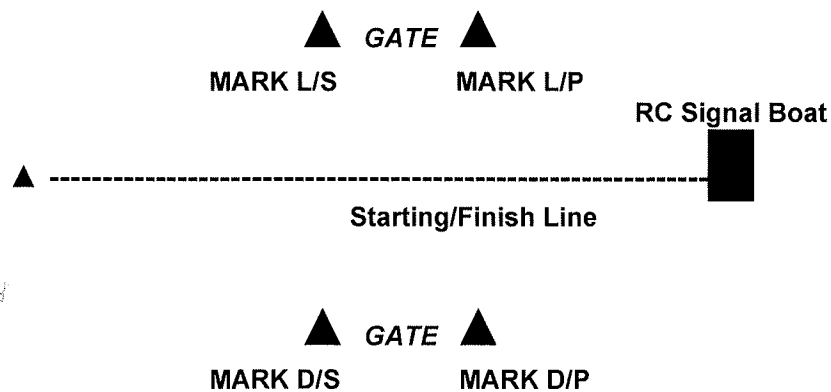 GATE
MARK L/S MARK L/P
RC Signal Boat
Starting/Finish Line
GATE
MARK D/S MARK D/P